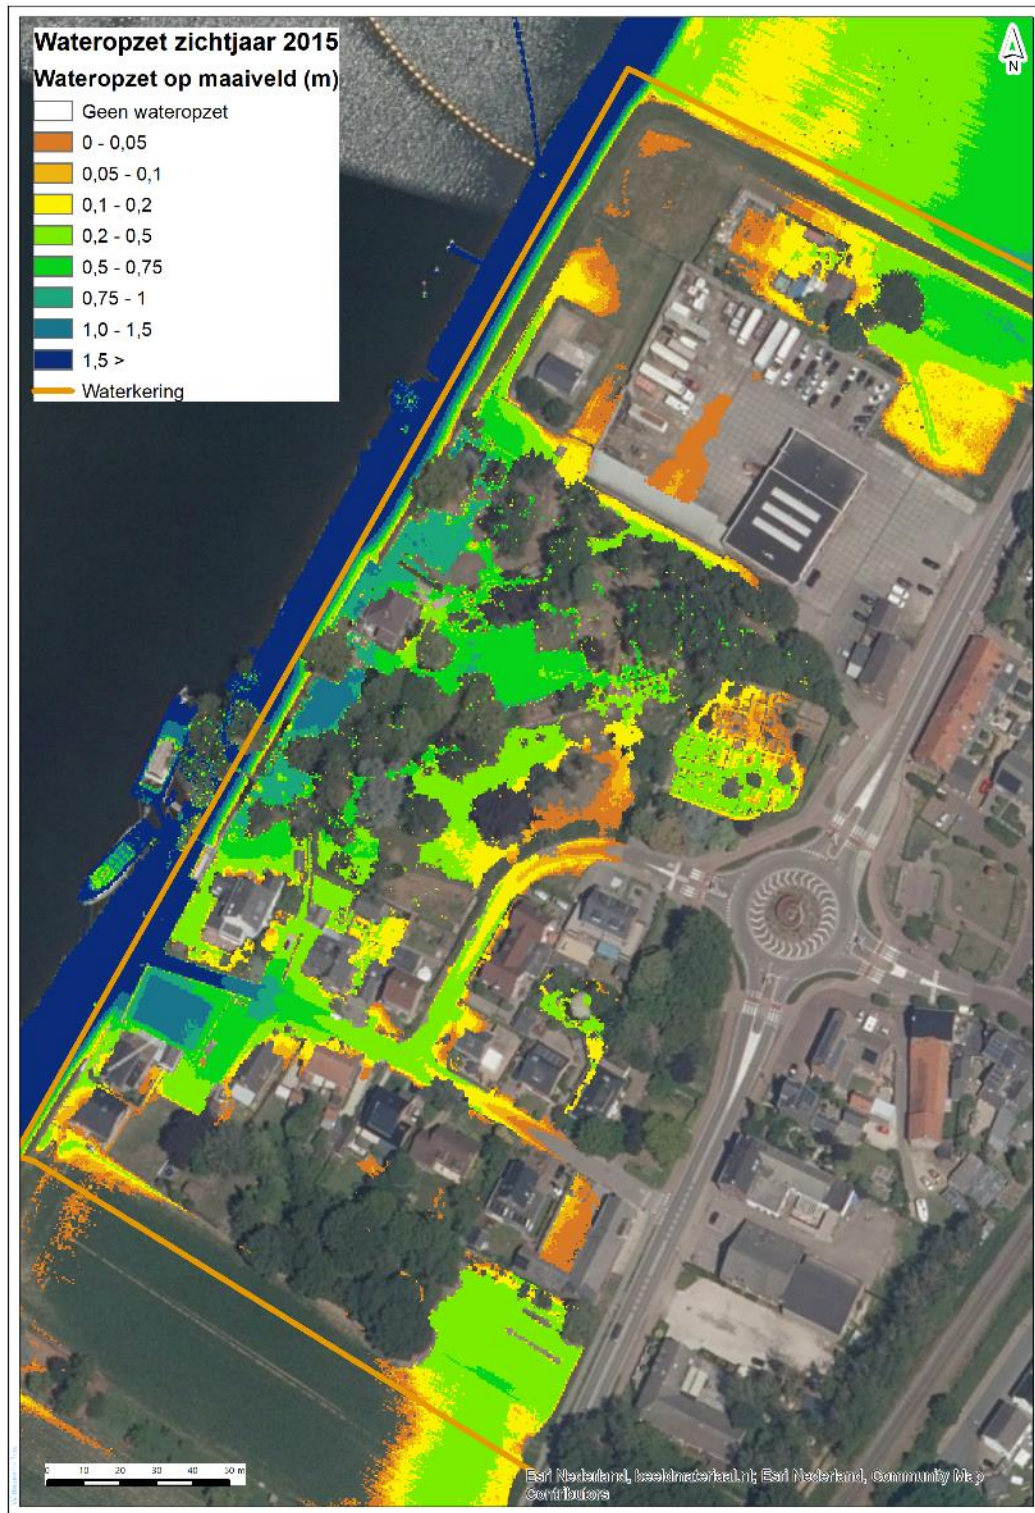 Wateropzet zichtjaar 2015
Wateropzet op maaiveld (m)
Geen wateropzet
0 - 0,05
0,05 - 0,1
0,1 - 0,2
0,2 - 0,5
0,5 - 0,75
0,75 - 1
1,0 - 1,5
1,5 >
Waterkering
N
0 10 20 30 40 50 m
Esri Nederland, beeldmateriaal.nl; Esri Nederland, Community Map
Contributors